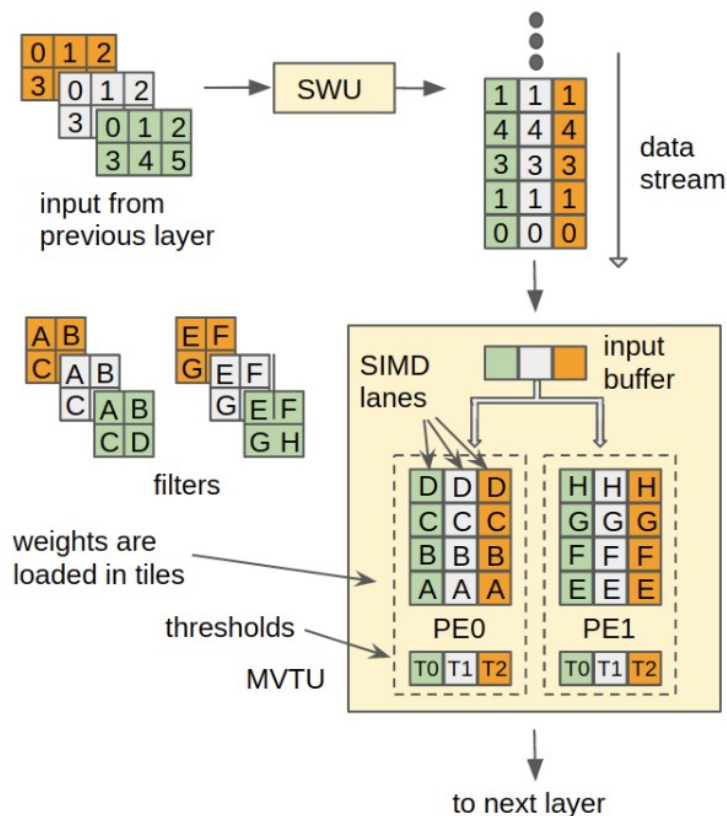 0 1 2
3
0 1 2
3
0 1 2
3 4 5
input from
previous layer
SWU
1 1 1
4 4 4
3 3 3
1 1 1
0 0 0
data
stream
A B
C
A B
C
A B
C D
E F
G
E F
G
E F
G H
filters
weights are
loaded in tiles
thresholds
MVTU
SIMD
lanes
input
buffer
D D D
C C C
B B B
A A A
PE0
T0 T1 T2
H H H
G G G
F F F
E E E
PE1
T0 T1 T2
to next layer